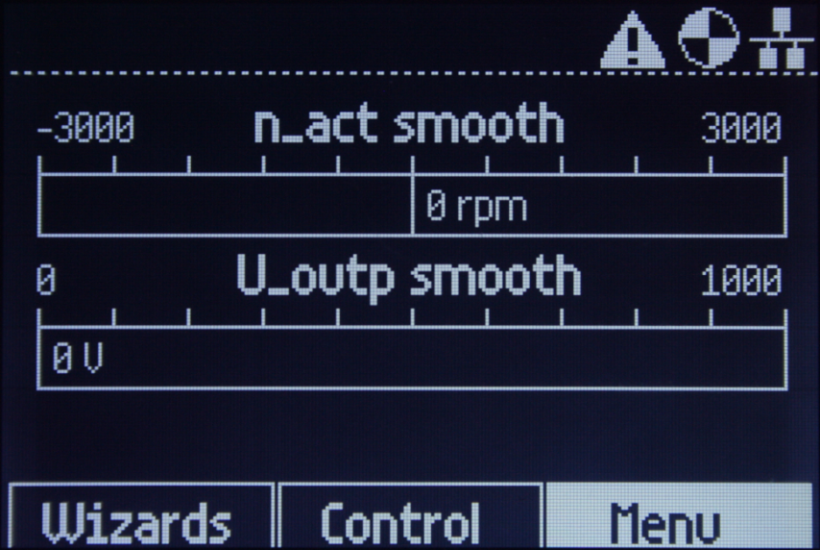 -3000 n_act smooth 3000
0 rpm
0 U_outp smooth 1000
0 V
Wizards Control Menu